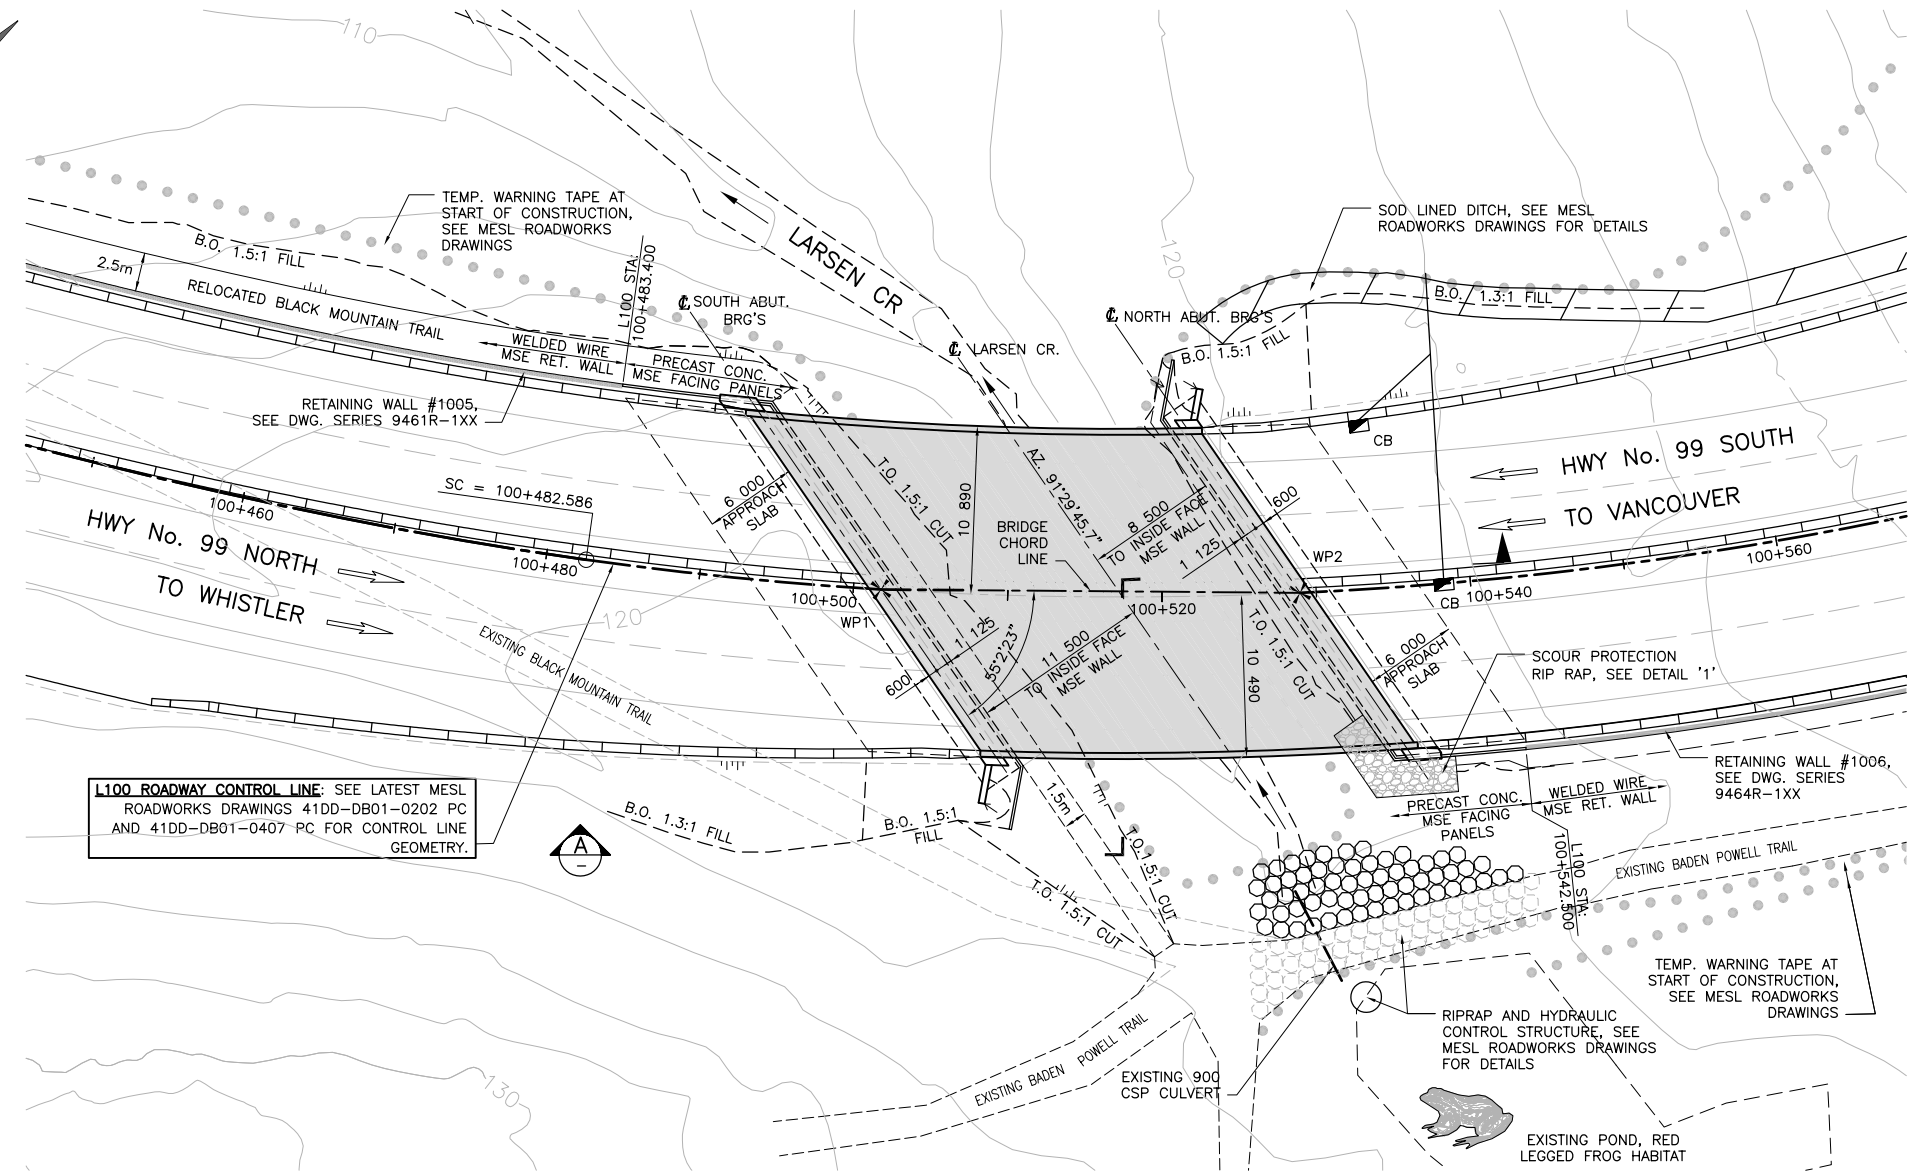 110
TEMP. WARNING TAPE AT
START OF CONSTRUCTION,
SEE MESL ROADWORKS
DRAWINGS
LARSEN CR
120
SOD LINED DITCH, SEE MESL
ROADWORKS DRAWINGS FOR DETAILS
B.O. 1.5:1 FILL
2.5m
RELOCATED BLACK MOUNTAIN TRAIL
L100 STA:
100+483.400
℄ SOUTH ABUT.
BRG'S
℄ NORTH ABUT. BRG'S
B.O. 1.3:1 FILL
B.O. 1.5:1 FILL
WELDED WIRE
MSE RET. WALL
PRECAST CONC.
MSE FACING PANELS
℄ LARSEN CR.
RETAINING WALL #1005,
SEE DWG. SERIES 9461R-1XX
CB
HWY No. 99 SOUTH
TO VANCOUVER
SC = 100+482.586
6 000
APPROACH
SLAB
T.O. 1.5:1 CUT
10 890
AZ. 91°29'45.7"
8 500
TO INSIDE FACE
MSE WALL
600
1 125
BRIDGE
CHORD
LINE
WP2
100+460
100+480
100+500
100+520
100+540
100+560
CB
HWY No. 99 NORTH
TO WHISTLER
120
WP1
EXISTING BLACK MOUNTAIN TRAIL
1 125
600
55°2'23"
11 500
TO INSIDE FACE
MSE WALL
10 490
T.O. 1.5:1 CUT
6 000
APPROACH
SLAB
SCOUR PROTECTION
RIP RAP, SEE DETAIL '1'
RETAINING WALL #1006,
SEE DWG. SERIES
9464R-1XX
L100 ROADWAY CONTROL LINE: SEE LATEST MESL
ROADWORKS DRAWINGS 41DD-DB01-0202 PC
AND 41DD-DB01-0407 PC FOR CONTROL LINE
GEOMETRY.
A
-
B.O. 1.3:1 FILL
B.O. 1.5:1
FILL
1.5m
T.O.1.5:1 CUT
T.O. 1.5:1 CUT
PRECAST CONC.
MSE FACING
PANELS
WELDED WIRE
MSE RET. WALL
L100 STA:
100+542.500
EXISTING BADEN POWELL TRAIL
TEMP. WARNING TAPE AT
START OF CONSTRUCTION,
SEE MESL ROADWORKS
DRAWINGS
RIPRAP AND HYDRAULIC
CONTROL STRUCTURE, SEE
MESL ROADWORKS DRAWINGS
FOR DETAILS
EXISTING BADEN POWELL TRAIL
EXISTING 900
CSP CULVERT
130
EXISTING POND, RED
LEGGED FROG HABITAT